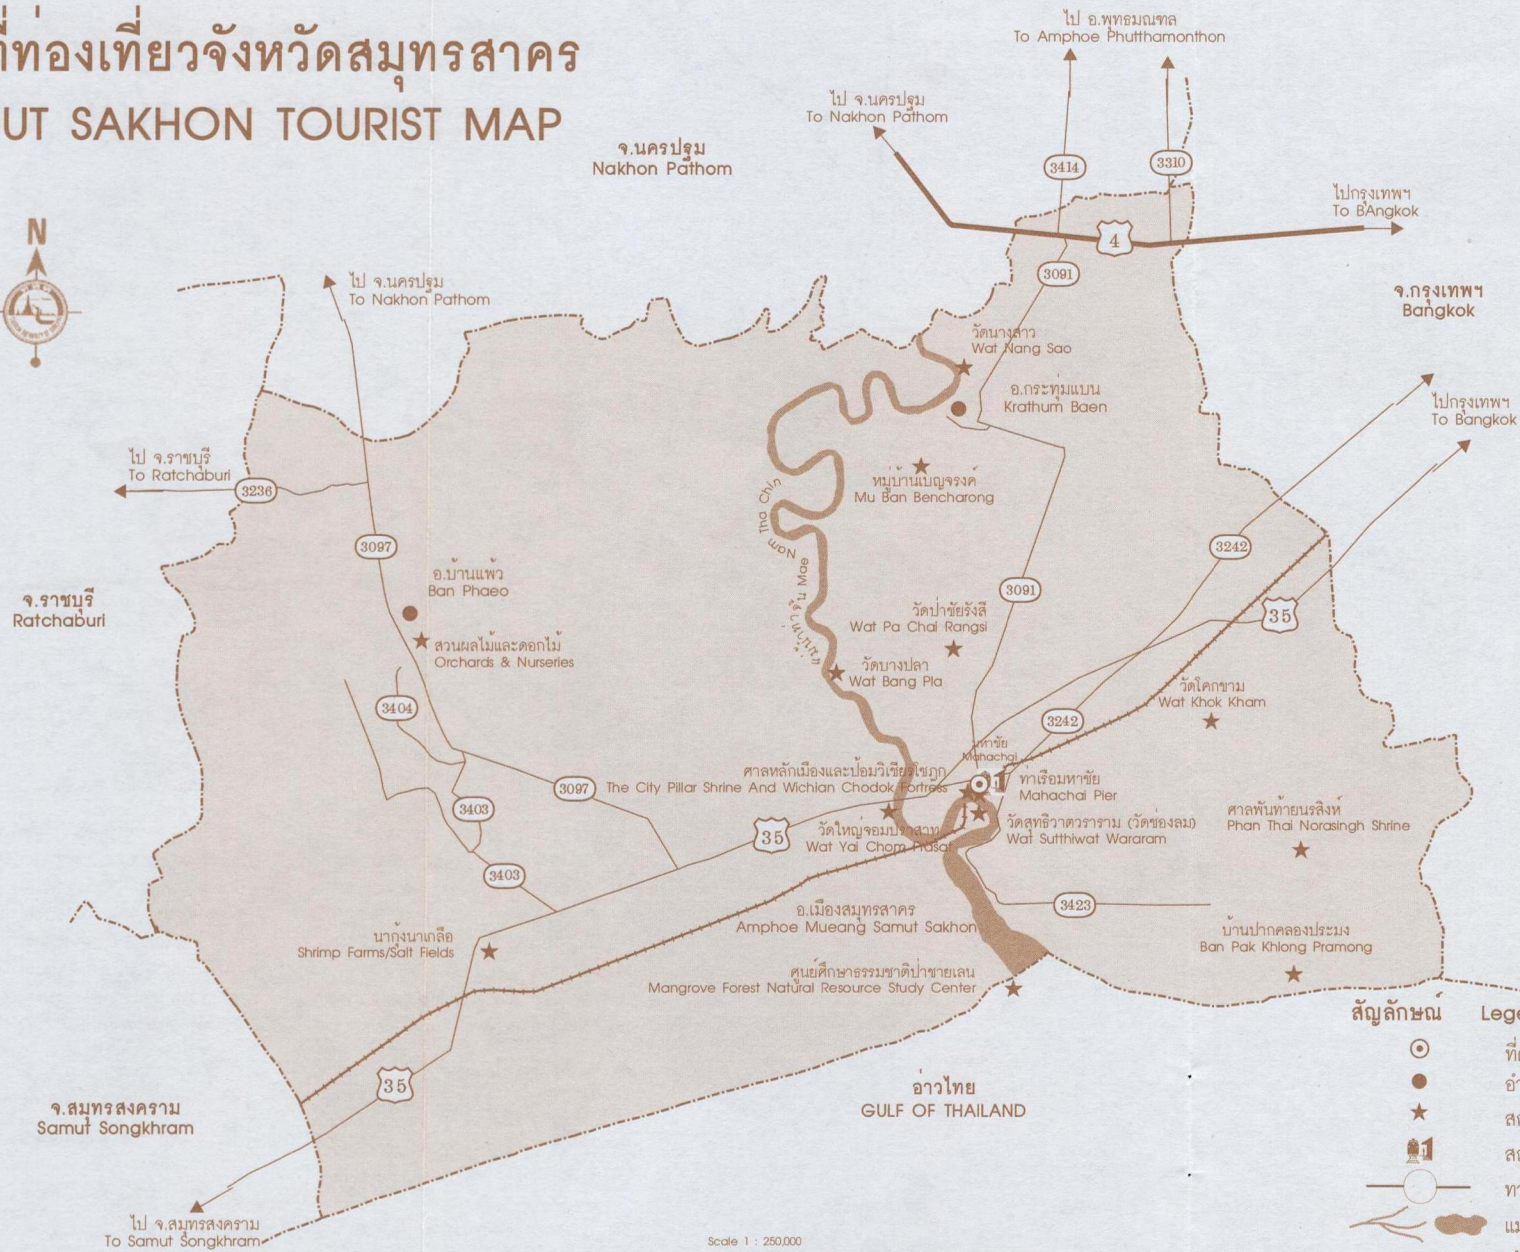 ที่ท่องเที่ยวจังหวัดสมุทรสาคร
UT SAKHON TOURIST MAP
ไป อ.พุทธมณฑล
To Amphoe Phutthamonthon
ไป จ.นครปฐม
To Nakhon Pathom
จ.นครปฐม
Nakhon Pathom
3414
3310
ไปกรุงเทพฯ
To BAngkok
4
N
3091
ไป จ.นครปฐม
To Nakhon Pathom
จ.กรุงเทพฯ
Bangkok
วัดนางสาว
Wat Nang Sao
อ.กระทุ่มแบน
Krathum Baen
ไปกรุงเทพฯ
To Bangkok
ไป จ.ราชบุรี
To Ratchaburi
3236
หมู่บ้านเบญจรงค์
Mu Ban Bencharong
แม่น้ำท่าจีน Mae Nam Tha Chin
3097
3242
อ.บ้านแพ้ว
Ban Phaeo
จ.ราชบุรี
Ratchaburi
3091
35
วัดป่าชัยรังสี
Wat Pa Chai Rangsi
สวนผลไม้และดอกไม้
Orchards & Nurseries
วัดบางปลา
Wat Bang Pla
วัดโคกขาม
Wat Khok Kham
3404
3242
มหาชัย
Mahachai
ศาลหลักเมืองและป้อมวิเชียรโชฎก
The City Pillar Shrine And Wichian Chodok Fortress
ท่าเรือมหาชัย
Mahachai Pier
3097
3403
35
วัดใหญ่จอมปราสาท
Wat Yai Chom Prasat
วัดสุทธิวาตวราราม (วัดช่องลม)
Wat Sutthiwat Wararam
ศาลพันท้ายนรสิงห์
Phan Thai Norasingh Shrine
3403
3423
อ.เมืองสมุทรสาคร
Amphoe Mueang Samut Sakhon
บ้านปากคลองประมง
Ban Pak Khlong Pramong
นากุ้งนาเกลือ
Shrimp Farms/Salt Fields
ศูนย์ศึกษาธรรมชาติป่าชายเลน
Mangrove Forest Natural Resource Study Center
สัญลักษณ์ Lege
35
อ่าวไทย
GULF OF THAILAND
จ.สมุทรสงคราม
Samut Songkhram
ไป จ.สมุทรสงคราม
To Samut Songkhram
Scale 1 : 250,000